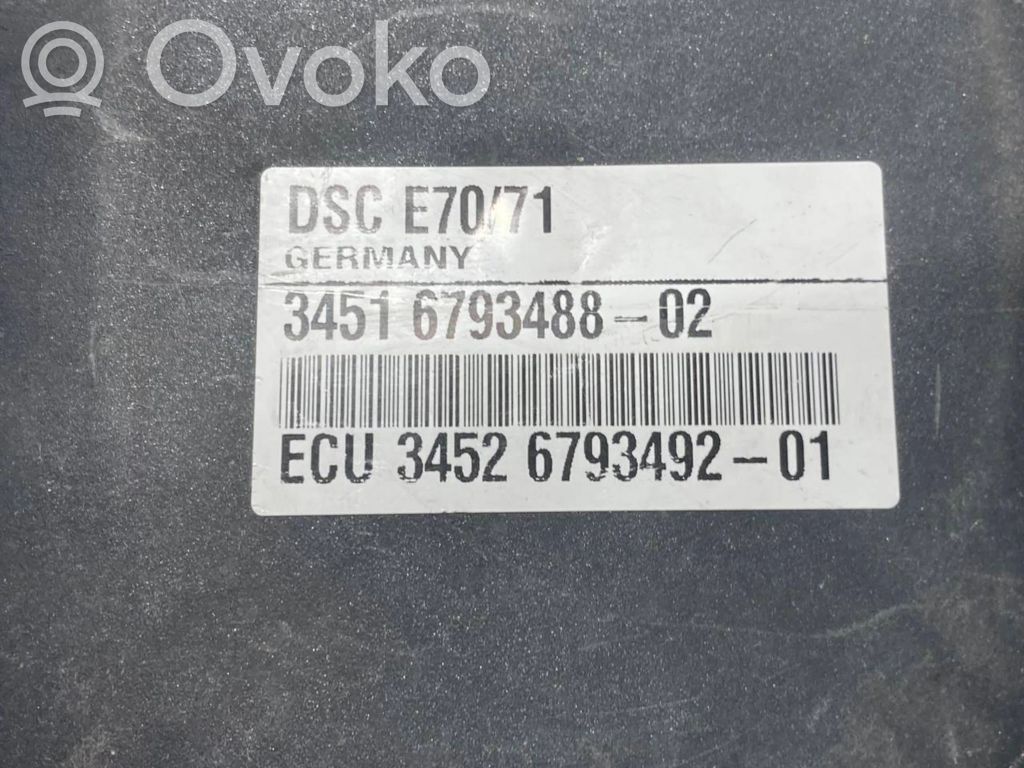 Ovoko
DSC E70/71
GERMANY
3451 6793488-02
ECU 3452 6793492-01